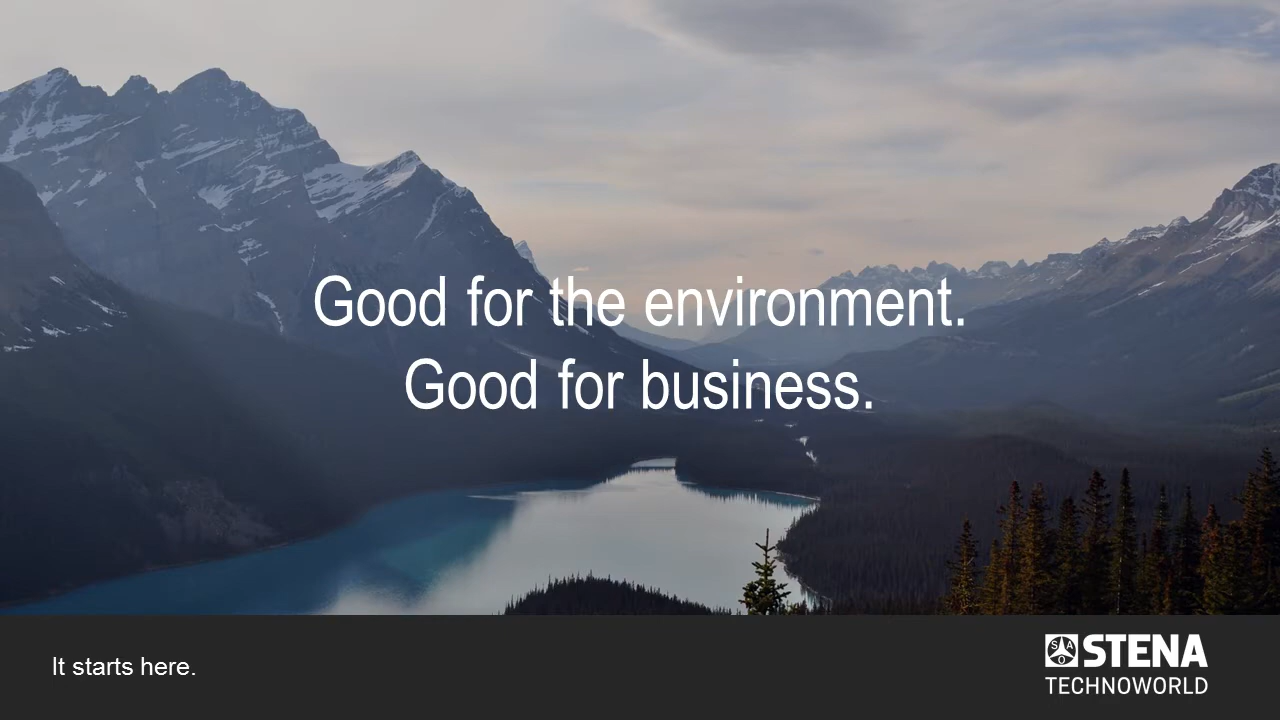 Good for the environment.
Good for business.
It starts here.
STENA
TECHNOWORLD